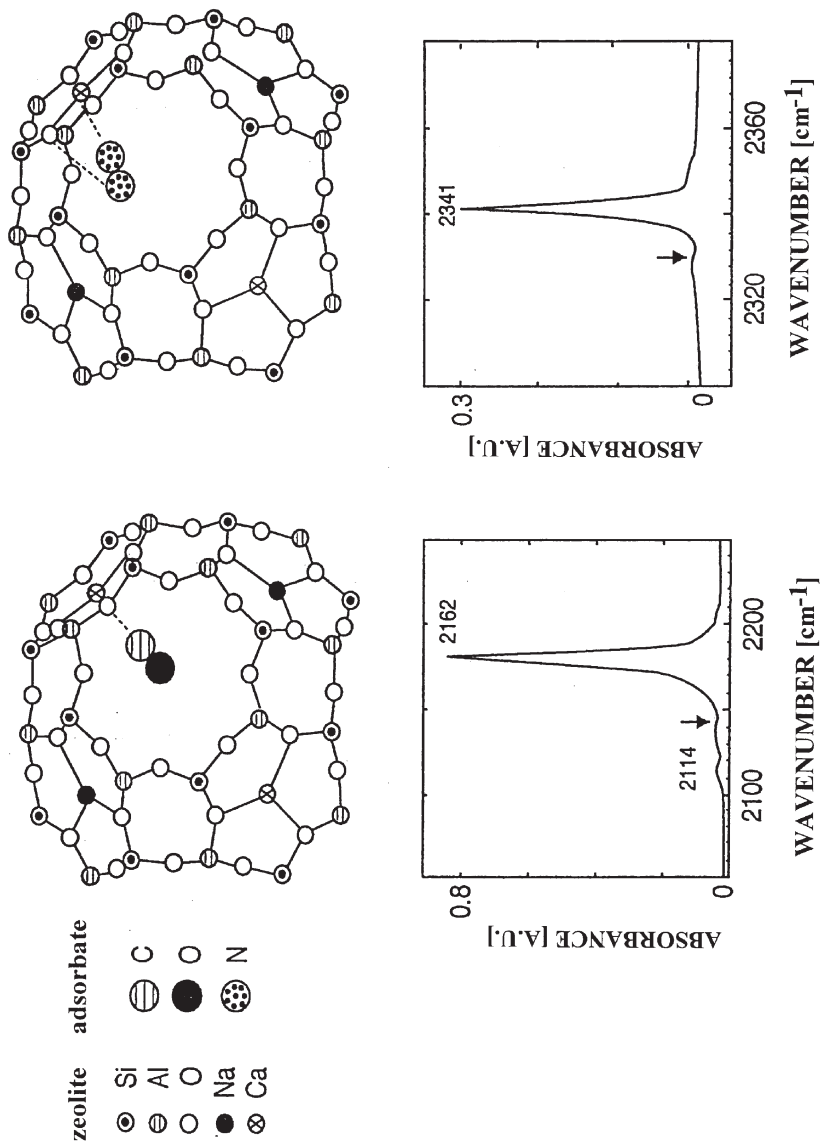 zeolite adsorbate
Si
Al
O
Na
Ca
C
O
N
2162
2114
0.8
0
2100
2200
ABSORBANCE [A.U.]
WAVENUMBER [cm-1]
2341
0.3
0
2320
2360
ABSORBANCE [A.U.]
WAVENUMBER [cm-1]